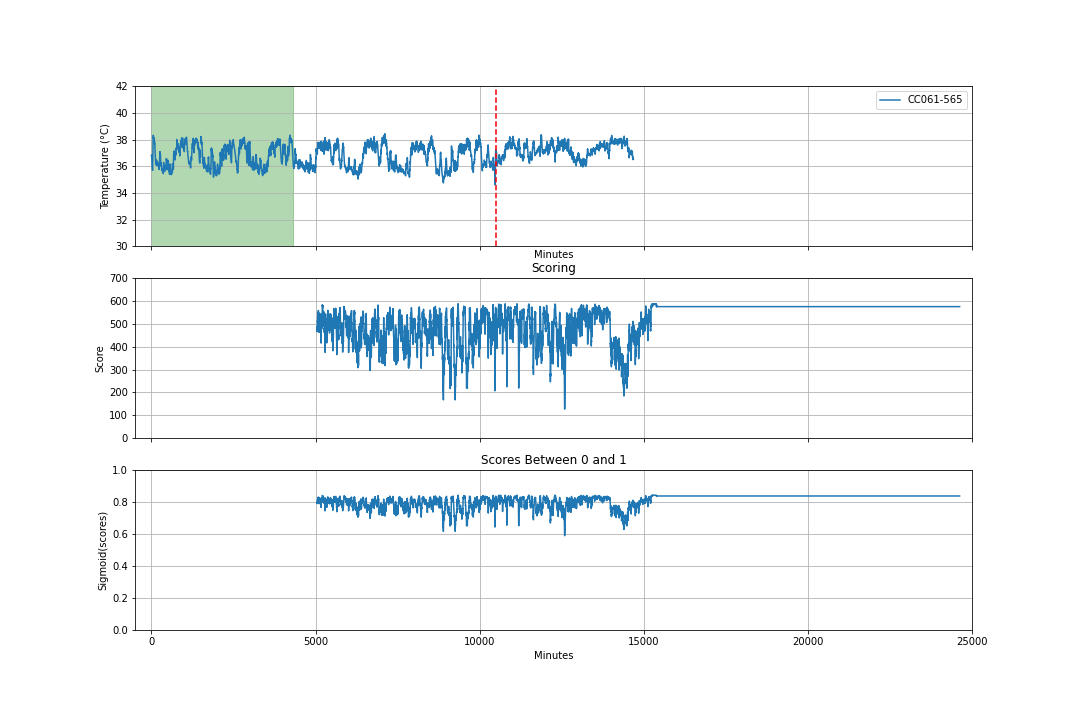 42
40
38
36
34
32
30
Temperature (°C)
CC061-565
Minutes
Scoring
700
600
500
400
300
200
100
0
Score
Scores Between 0 and 1
1.0
0.8
0.6
0.4
0.2
0.0
Sigmoid(scores)
0 5000 10000 15000 20000 25000
Minutes